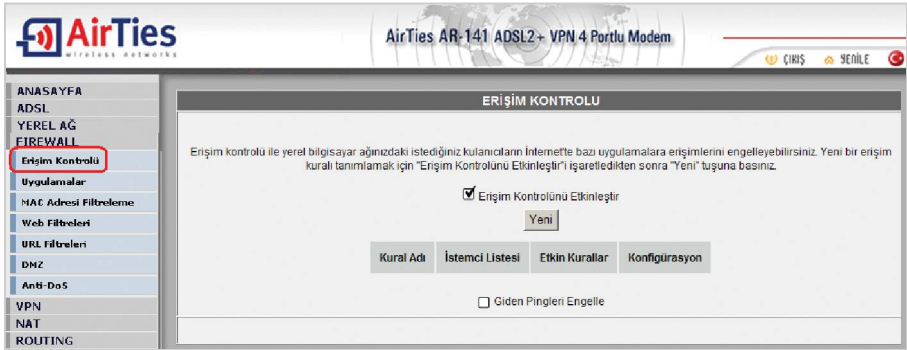 AirTies
wireless networks
AirTies AR-141 ADSL2+ VPN 4 Portlu Modem
ÇIKIŞ
YENİLE
ANASAYFA
ADSL
YEREL AĞ
FIREWALL
Erişim Kontrolü
Uygulamalar
MAC Adresi Filtreleme
Web Filtreleri
URL Filtreleri
DMZ
Anti-DoS
VPN
NAT
ROUTING
ERİŞİM KONTROLU
Erişim kontrolü ile yerel bilgisayar ağınızdaki istediğiniz kulanıcıların İnternet'te bazı uygulamalara erişimlerini engelleyebilirsiniz. Yeni bir erişim
kuralı tanımlamak için "Erişim Kontrolünü Etkinleştir"i işaretledikten sonra "Yeni" tuşuna basınız.
Erişim Kontrolünü Etkinleştir
Yeni
Kural Adı İstemci Listesi Etkin Kurallar Konfigürasyon
Giden Pingleri Engelle